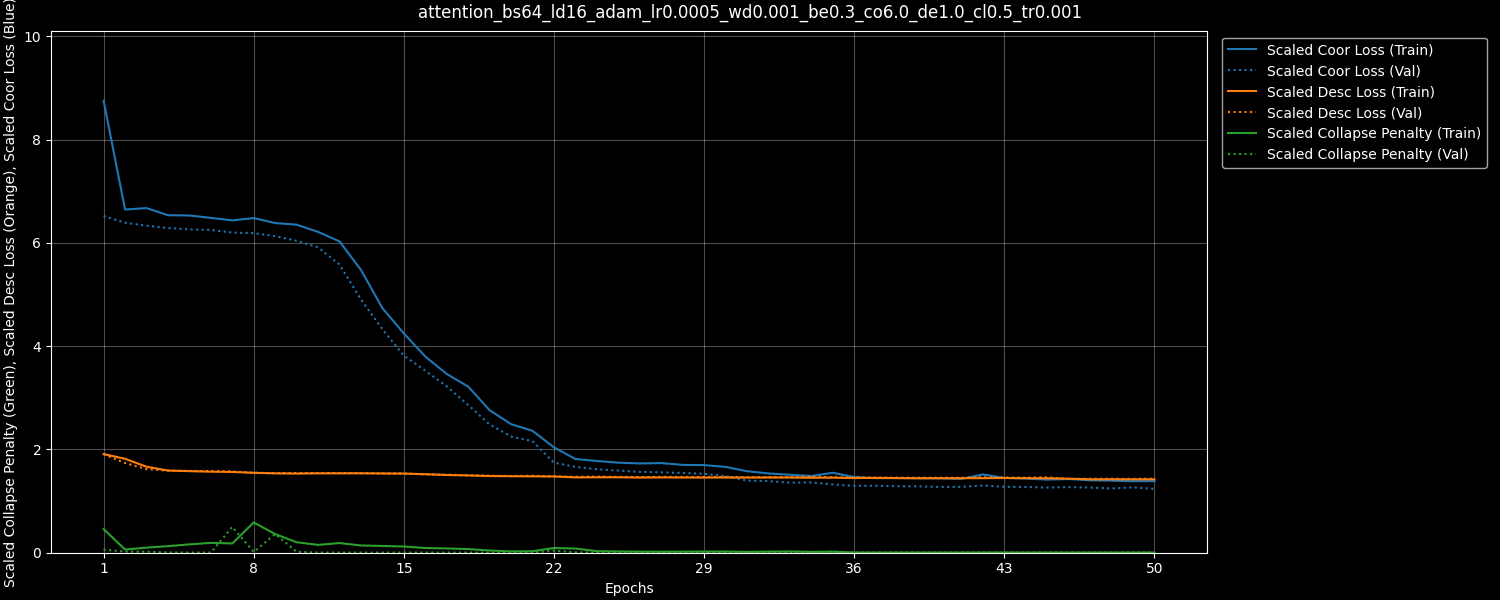 attention_bs64_ld16_adam_lr0.0005_wd0.001_be0.3_co6.0_de1.0_cl0.5_tr0.001
Scaled Collapse Penalty (Green), Scaled Desc Loss (Orange), Scaled Coor Loss (Blue)
10
8
6
4
2
0
1 8 15 22 29 36 43 50
Epochs
Scaled Coor Loss (Train)
Scaled Coor Loss (Val)
Scaled Desc Loss (Train)
Scaled Desc Loss (Val)
Scaled Collapse Penalty (Train)
Scaled Collapse Penalty (Val)